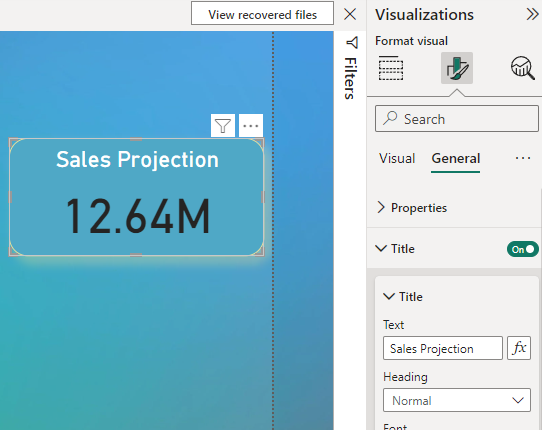 View recovered files
Visualizations
Format visual
Filters
Search
Visual
General
Properties
Title
On
Title
Text
Sales Projection
fx
Heading
Normal
Sales Projection
12.64M